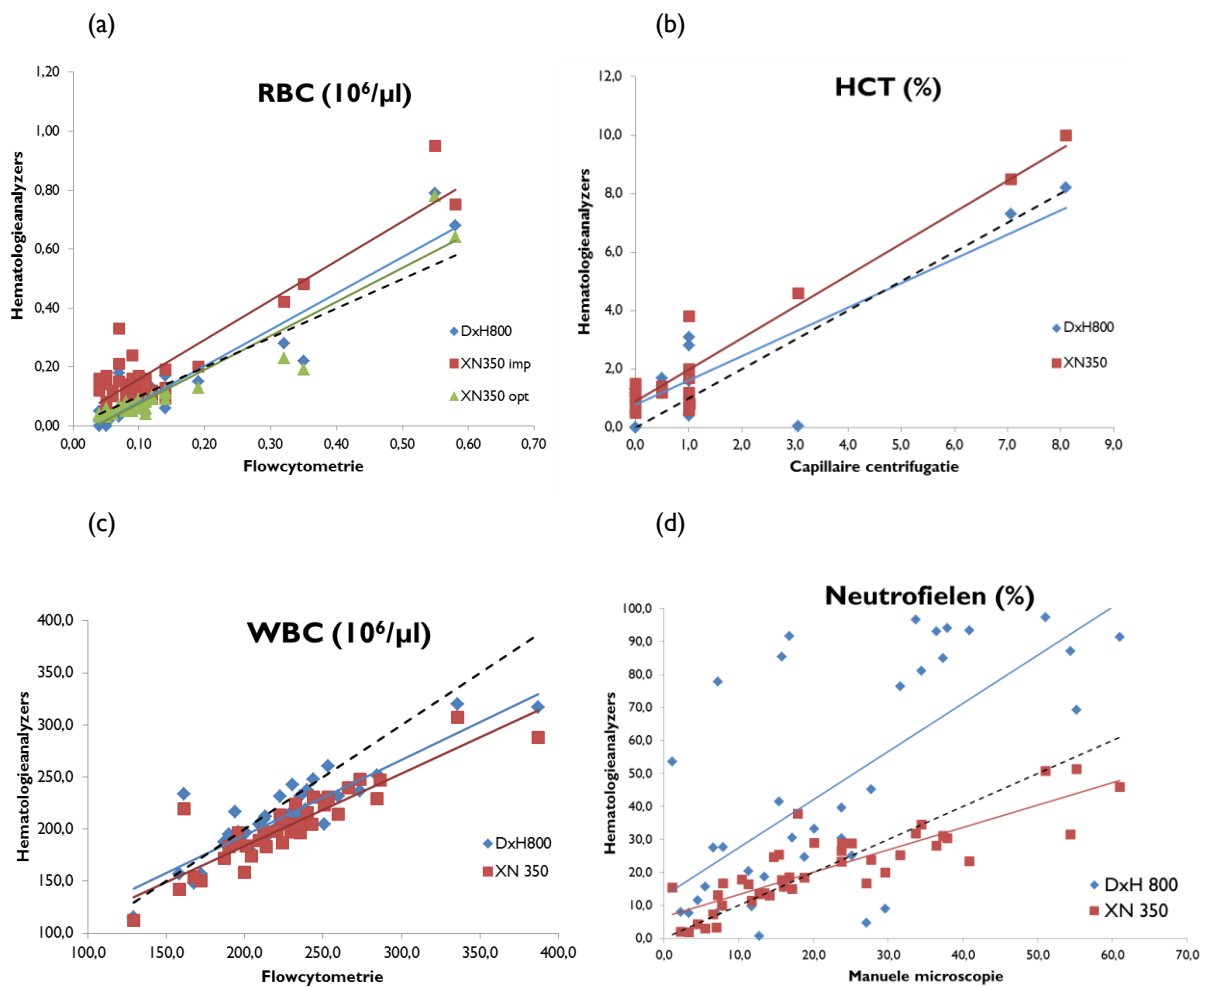 (a)
RBC (10⁶/µl)
Hematologieanalyzers
1,20
1,00
0,80
0,60
0,40
0,20
0,00
0,00 0,10 0,20 0,30 0,40 0,50 0,60 0,70
Flowcytometrie
DxH800
XN350 imp
XN350 opt
(b)
HCT (%)
Hematologieanalyzers
12,0
10,0
8,0
6,0
4,0
2,0
0,0
0,0 1,0 2,0 3,0 4,0 5,0 6,0 7,0 8,0 9,0
Capillaire centrifugatie
DxH800
XN350
(c)
WBC (10⁶/µl)
Hematologieanalyzers
400,0
350,0
300,0
250,0
200,0
150,0
100,0
100,0 150,0 200,0 250,0 300,0 350,0 400,0
Flowcytometrie
DxH800
XN 350
(d)
Neutrofielen (%)
Hematologieanalyzers
100,0
90,0
80,0
70,0
60,0
50,0
40,0
30,0
20,0
10,0
0,0
0,0 10,0 20,0 30,0 40,0 50,0 60,0 70,0
Manuele microscopie
DxH 800
XN 350